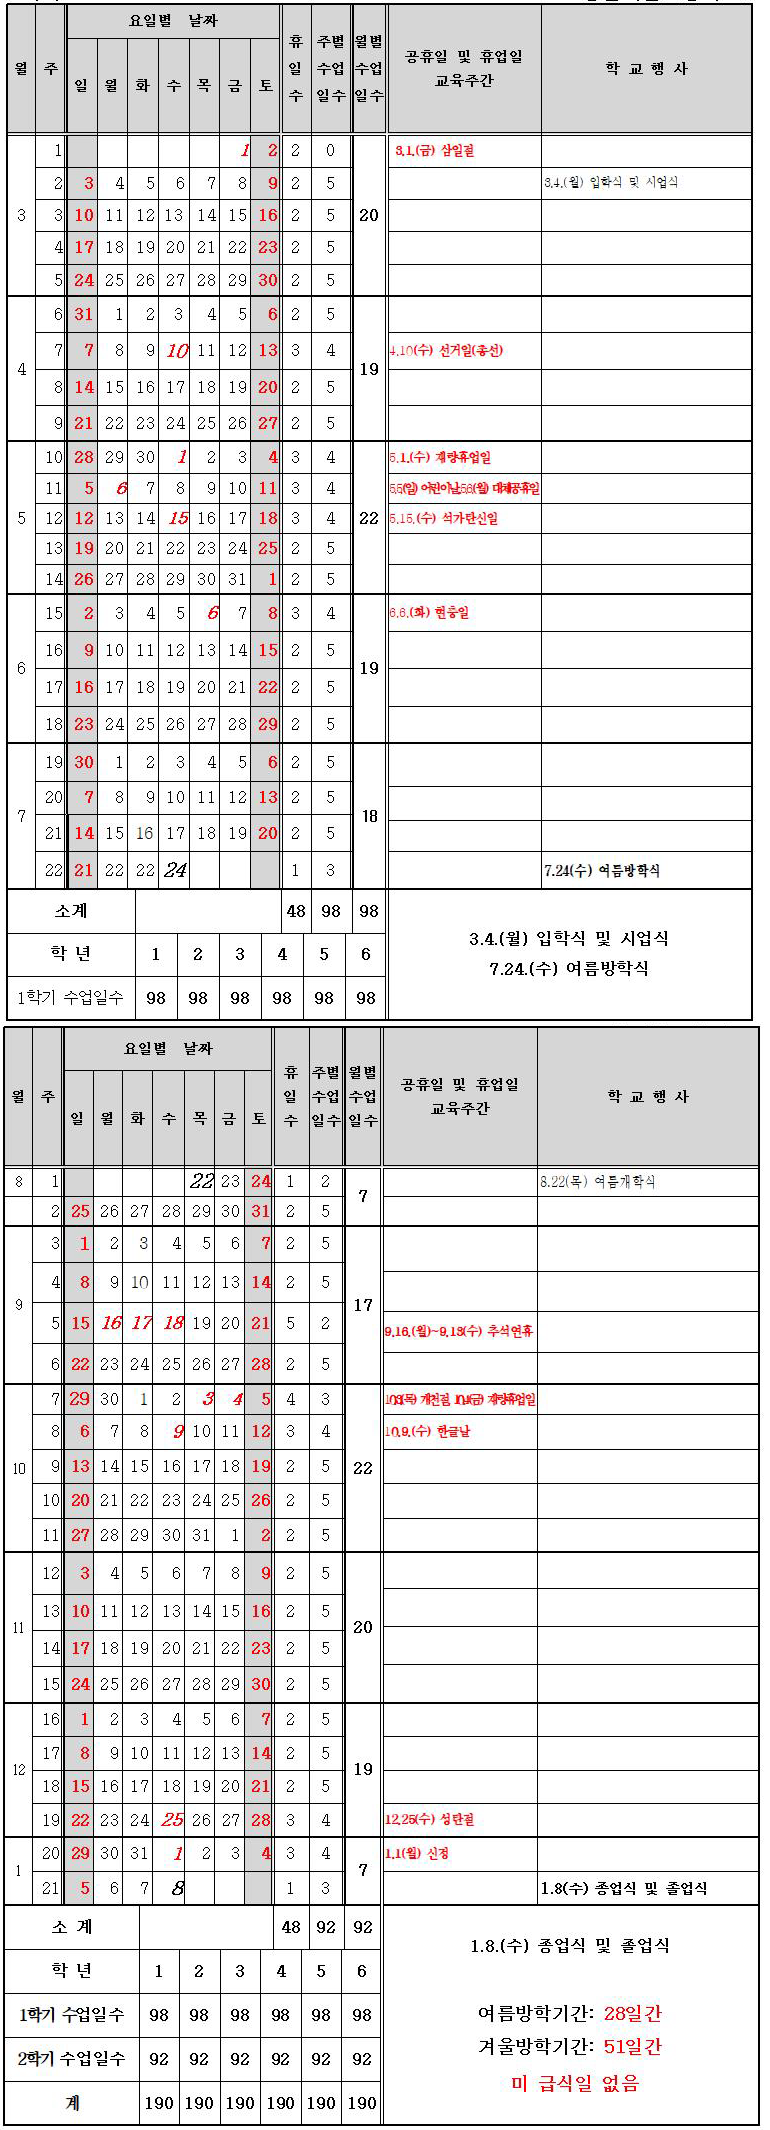 요일별 날짜
월 주 일 월 화 수 목 금 토 휴일수 주별수업일수 월별수업일수 공휴일 및 휴업일 교육주간 학 교 행 사
3 20
1 1 2 2 0 3.1.(금) 삼일절
2 3 4 5 6 7 8 9 2 5 3.4.(월) 입학식 및 시업식
3 10 11 12 13 14 15 16 2 5
4 17 18 19 20 21 22 23 2 5
5 24 25 26 27 28 29 30 2 5
4 19
6 31 1 2 3 4 5 6 2 5
7 7 8 9 10 11 12 13 3 4 4.10(수) 선거일(총선)
8 14 15 16 17 18 19 20 2 5
9 21 22 23 24 25 26 27 2 5
5 22
10 28 29 30 1 2 3 4 3 4 5.1.(수) 재량휴업일
11 5 6 7 8 9 10 11 3 4 5.5(일) 어린이날,5.6(월) 대체공휴일
12 12 13 14 15 16 17 18 3 4 5.15.(수) 석가탄신일
13 19 20 21 22 23 24 25 2 5
14 26 27 28 29 30 31 1 2 5
6 19
15 2 3 4 5 6 7 8 3 4 6.6.(화) 현충일
16 9 10 11 12 13 14 15 2 5
17 16 17 18 19 20 21 22 2 5
18 23 24 25 26 27 28 29 2 5
7 18
19 30 1 2 3 4 5 6 2 5
20 7 8 9 10 11 12 13 2 5
21 14 15 16 17 18 19 20 2 5
22 21 22 22 24 1 3 7.24(수) 여름방학식
소계 48 98 98
학 년 1 2 3 4 5 6
1학기 수업일수 98 98 98 98 98 98
3.4.(월) 입학식 및 시업식
7.24.(수) 여름방학식
요일별 날짜
월 주 일 월 화 수 목 금 토 휴일수 주별수업일수 월별수업일수 공휴일 및 휴업일 교육주간 학 교 행 사
8 7
1 22 23 24 1 2 8.22(목) 여름개학식
2 25 26 27 28 29 30 31 2 5
9 17
3 1 2 3 4 5 6 7 2 5
4 8 9 10 11 12 13 14 2 5
5 15 16 17 18 19 20 21 5 2 9.16.(월)~9.18(수) 추석연휴
6 22 23 24 25 26 27 28 2 5
10 22
7 29 30 1 2 3 4 5 4 3 10.3(목) 개천절, 10.4(금) 재량휴업일
8 6 7 8 9 10 11 12 3 4 10.9.(수) 한글날
9 13 14 15 16 17 18 19 2 5
10 20 21 22 23 24 25 26 2 5
11 27 28 29 30 31 1 2 2 5
11 20
12 3 4 5 6 7 8 9 2 5
13 10 11 12 13 14 15 16 2 5
14 17 18 19 20 21 22 23 2 5
15 24 25 26 27 28 29 30 2 5
12 19
16 1 2 3 4 5 6 7 2 5
17 8 9 10 11 12 13 14 2 5
18 15 16 17 18 19 20 21 2 5
19 22 23 24 25 26 27 28 3 4 12.25(수) 성탄절
1 7
20 29 30 31 1 2 3 4 3 4 1.1(월) 신정
21 5 6 7 8 1 3 1.8(수) 종업식 및 졸업식
소 계 48 92 92
학 년 1 2 3 4 5 6
1학기 수업일수 98 98 98 98 98 98
2학기 수업일수 92 92 92 92 92 92
계 190 190 190 190 190 190
1.8.(수) 종업식 및 졸업식
여름방학기간: 28일간
겨울방학기간: 51일간
미 급식일 없음